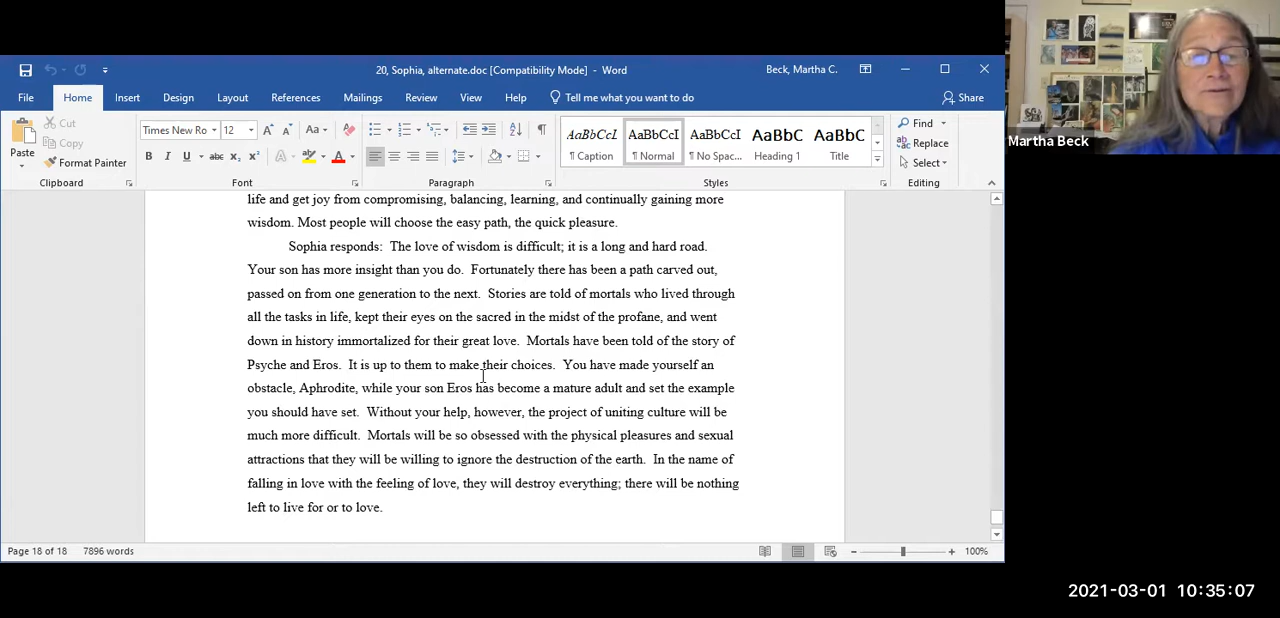 20, Sophia, alternate.doc [Compatibility Mode] - Word
Beck, Martha C.
File Home Insert Design Layout References Mailings Review View Help Tell me what you want to do Share
Paste
Cut
Copy
Format Painter
Clipboard
Times New Ro 12
Aa
B I U abc x₂ x²
A
Font
Paragraph
AaBbCcI AaBbCcI AaBbCcI AaBbC AaBbC
¶ Caption ¶ Normal ¶ No Spac... Heading 1 Title
Styles
Find
Replace
Select
Editing
Martha Beck
life and get joy from compromising, balancing, learning, and continually gaining more
wisdom. Most people will choose the easy path, the quick pleasure.
Sophia responds: The love of wisdom is difficult; it is a long and hard road.
Your son has more insight than you do. Fortunately there has been a path carved out,
passed on from one generation to the next. Stories are told of mortals who lived through
all the tasks in life, kept their eyes on the sacred in the midst of the profane, and went
down in history immortalized for their great love. Mortals have been told of the story of
Psyche and Eros. It is up to them to make their choices. You have made yourself an
obstacle, Aphrodite, while your son Eros has become a mature adult and set the example
you should have set. Without your help, however, the project of uniting culture will be
much more difficult. Mortals will be so obsessed with the physical pleasures and sexual
attractions that they will be willing to ignore the destruction of the earth. In the name of
falling in love with the feeling of love, they will destroy everything; there will be nothing
left to live for or to love.
Page 18 of 18 7896 words
100%
2021-03-01 10:35:07